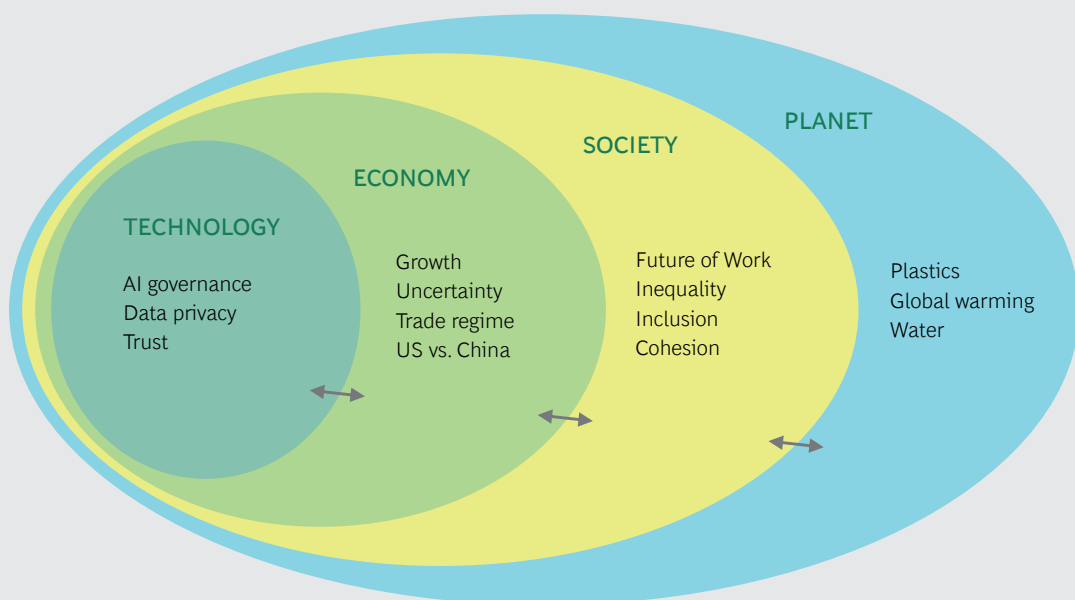 TECHNOLOGY
AI governance
Data privacy
Trust
ECONOMY
Growth
Uncertainty
Trade regime
US vs. China
SOCIETY
Future of Work
Inequality
Inclusion
Cohesion
PLANET
Plastics
Global warming
Water